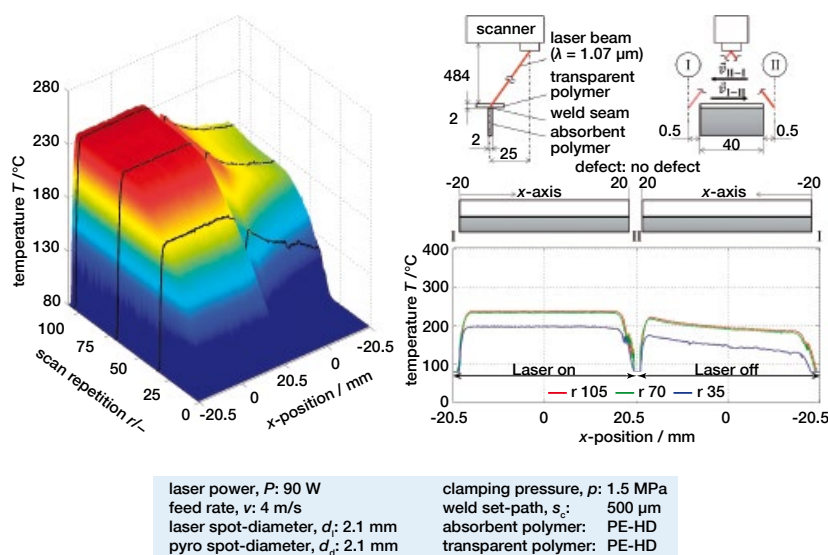 280
230
180
130
80
temperature T /°C
100
75
50
25
0
scan repetition r/–
-20.5
0
20.5
0
-20.5
x-position / mm
scanner
laser beam
(λ = 1.07 µm)
transparent
polymer
weld seam
absorbent
polymer
484
2
2
25
I
II
v⃗II–I
v⃗I–II
0.5
40
0.5
defect: no defect
-20
x-axis
20
20
x-axis
-20
I
II
I
400
300
200
100
0
temperature T /°C
Laser on
Laser off
r 105
r 70
r 35
-20.5
0
20.5
0
-20.5
x-position / mm
laser power, P: 90 W
feed rate, v: 4 m/s
laser spot-diameter, dl: 2.1 mm
pyro spot-diameter, dd: 2.1 mm
clamping pressure, p: 1.5 MPa
weld set-path, sc: 500 µm
absorbent polymer: PE-HD
transparent polymer: PE-HD